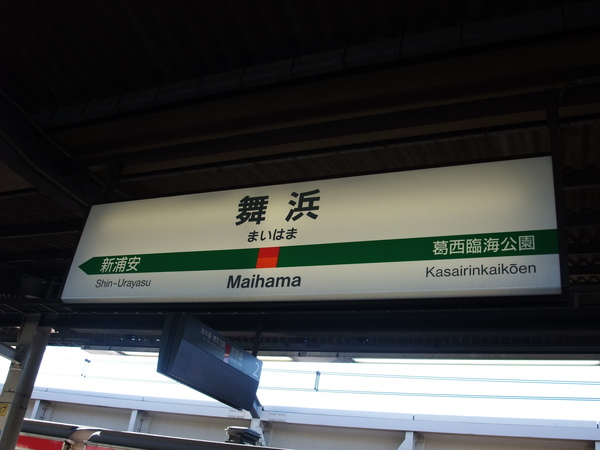 舞浜
まいはま
新浦安
葛西臨海公園
Shin-Urayasu
Maihama
Kasairinkaikōen
2